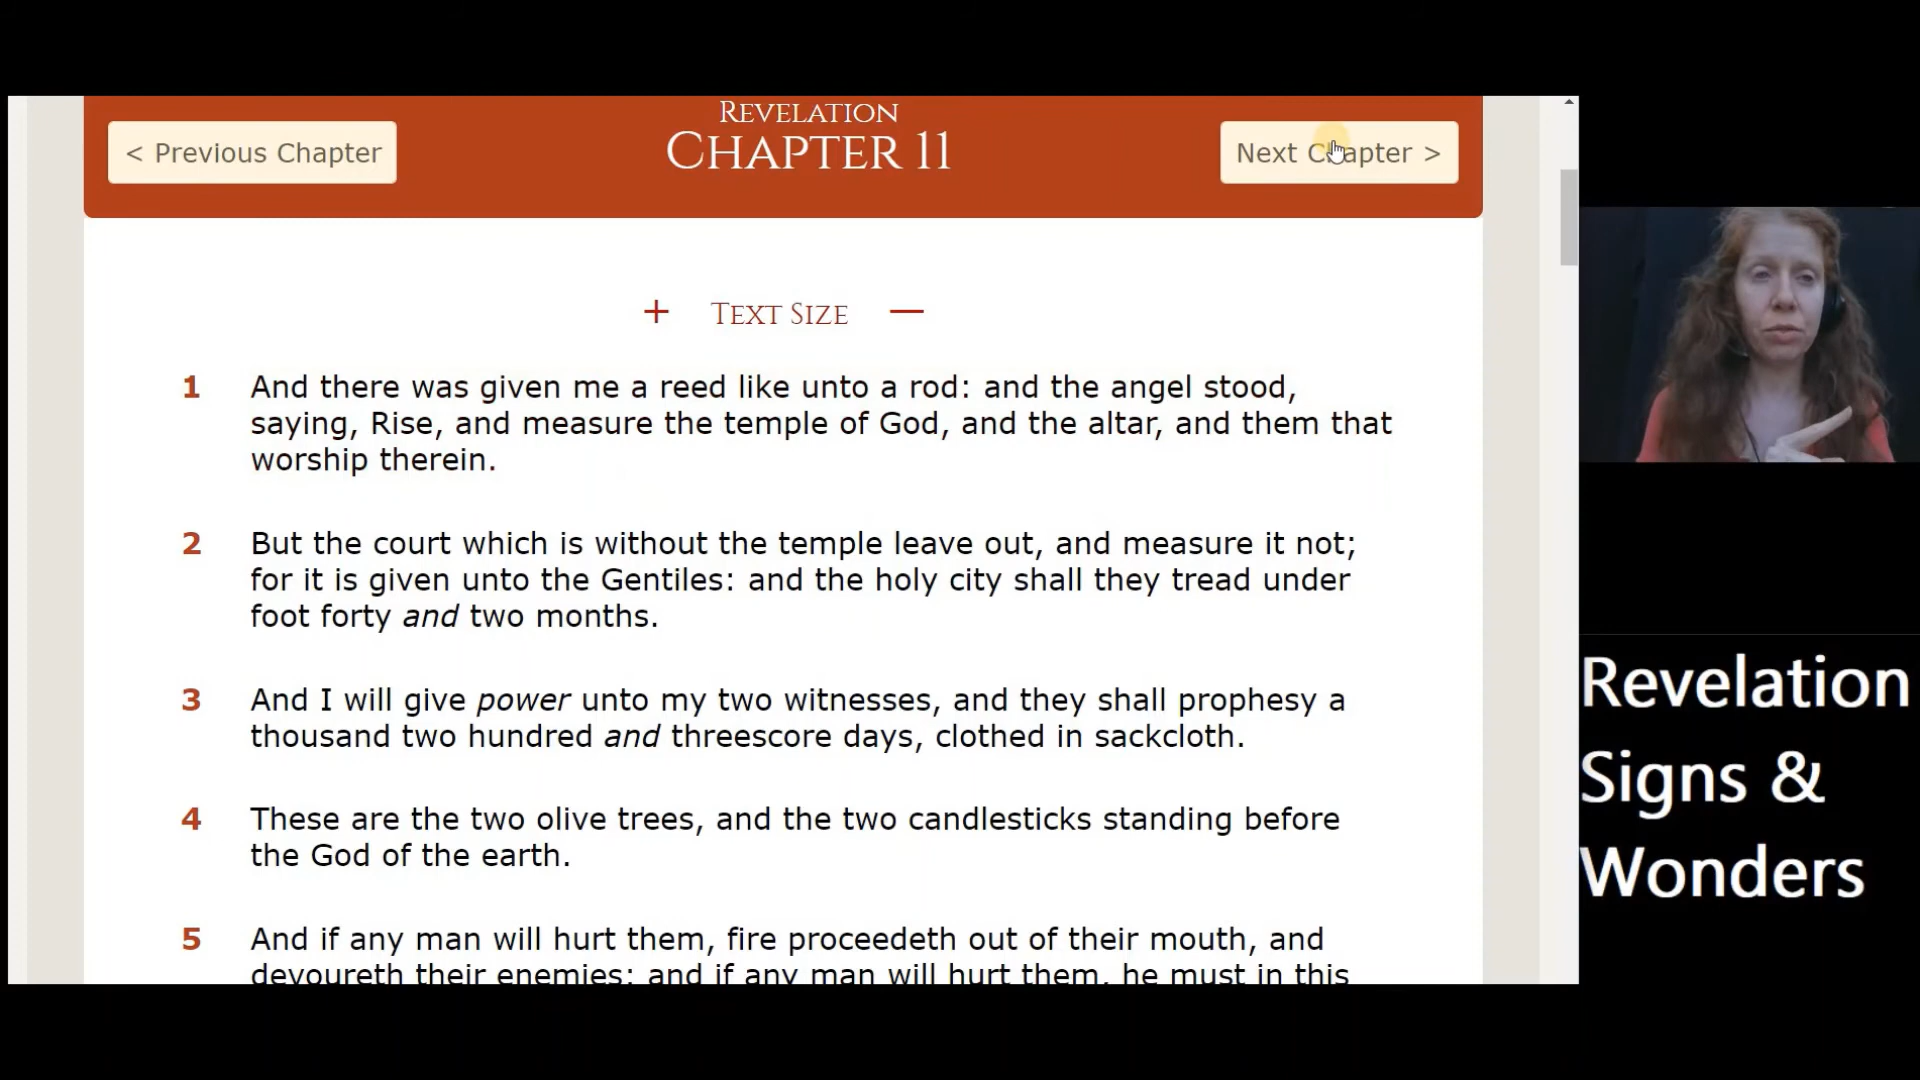 REVELATION
< Previous Chapter
CHAPTER 11
Next Chapter >
+ TEXT SIZE —
1 And there was given me a reed like unto a rod: and the angel stood,
saying, Rise, and measure the temple of God, and the altar, and them that
worship therein.
2 But the court which is without the temple leave out, and measure it not;
for it is given unto the Gentiles: and the holy city shall they tread under
foot forty and two months.
3 And I will give power unto my two witnesses, and they shall prophesy a
thousand two hundred and threescore days, clothed in sackcloth.
4 These are the two olive trees, and the two candlesticks standing before
the God of the earth.
5 And if any man will hurt them, fire proceedeth out of their mouth, and
devoureth their enemies: and if any man will hurt them, he must in this
Revelation
Signs &
Wonders